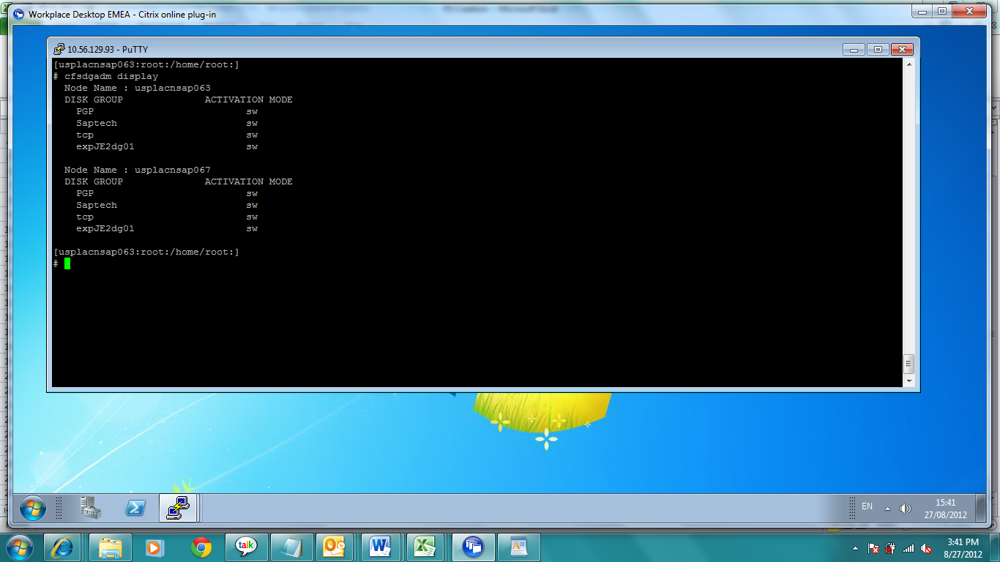 Workplace Desktop EMEA - Citrix online plug-in
10.56.129.93 - PuTTY
[usplacnsap063:root:/home/root:]
# cfsdgadm display
Node Name : usplacnsap063
DISK GROUP ACTIVATION MODE
PGP sw
Saptech sw
tcp sw
expJE2dg01 sw
Node Name : usplacnsap067
DISK GROUP ACTIVATION MODE
PGP sw
Saptech sw
tcp sw
expJE2dg01 sw
[usplacnsap063:root:/home/root:]
#
EN
15:41
27/08/2012
talk
3:41 PM
8/27/2012